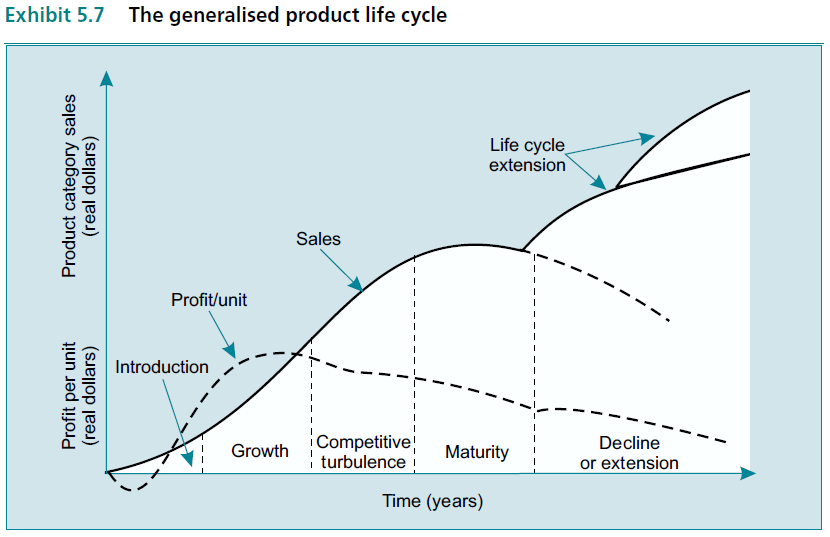 Exhibit 5.7 The generalised product life cycle
Product category sales
(real dollars)
Profit per unit
(real dollars)
Life cycle
extension
Sales
Profit/unit
Introduction
Growth
Competitive
turbulence
Maturity
Decline
or extension
Time (years)